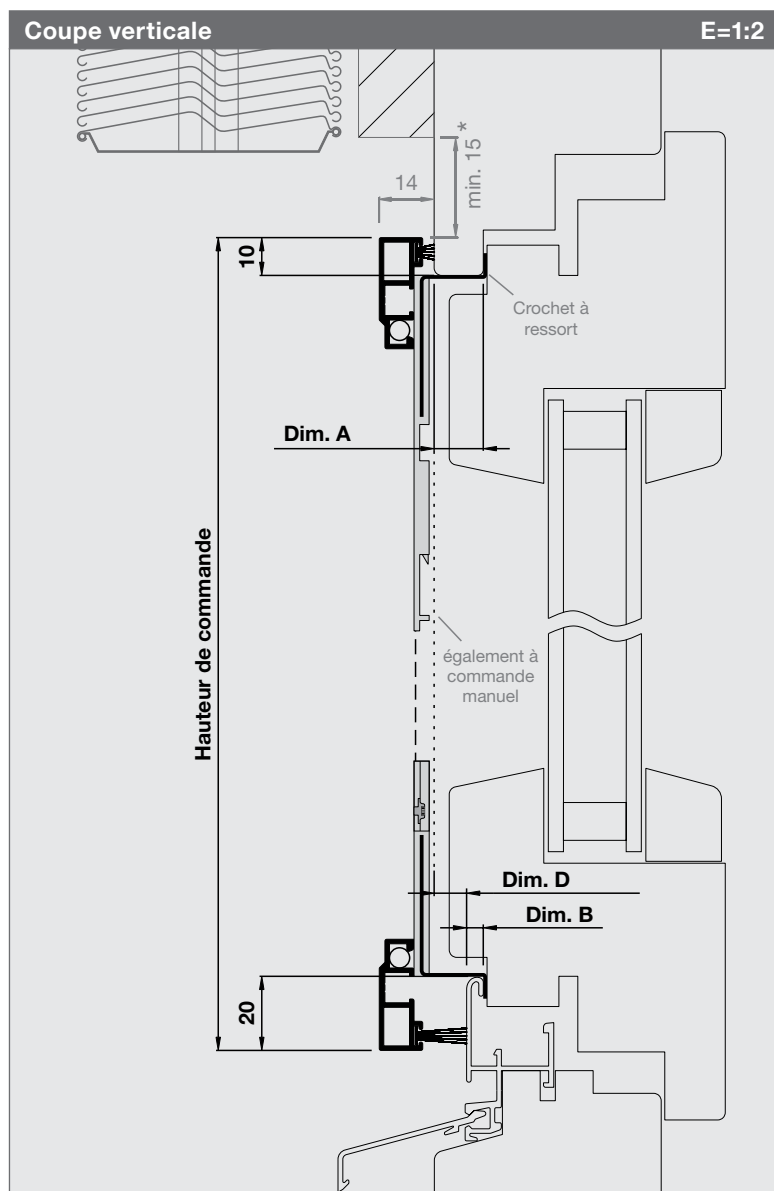 Coupe verticale
E=1:2
14
min. 15 *
10
Crochet à
ressort
Dim. A
Hauteur de commande
également à
commande
manuel
Dim. D
Dim. B
20